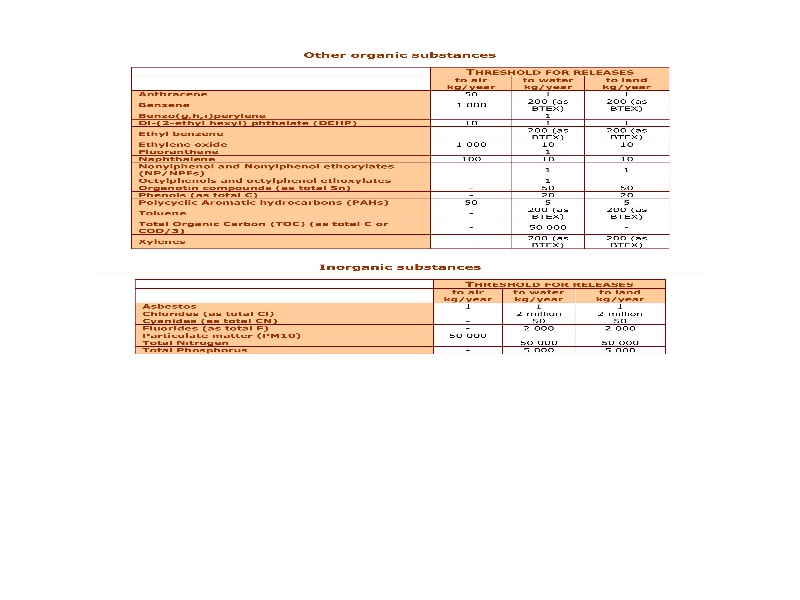 Other organic substances
THRESHOLD FOR RELEASES
to air kg/year to water kg/year to land kg/year
Anthracene 50 1 1
Benzene 1 000 200 (as BTEX) 200 (as BTEX)
Benzo(g,h,i)perylene 1
Di-(2-ethyl hexyl) phthalate (DEHP) 10 1 1
Ethyl benzene 200 (as BTEX) 200 (as BTEX)
Ethylene oxide 1 000 10 10
Fluoranthene 1
Naphthalene 100 10 10
Nonylphenol and Nonylphenol ethoxylates (NP/NPEs) 1 1
Octylphenols and octylphenol ethoxylates 1
Organotin compounds (as total Sn) - 50 50
Phenols (as total C) - 20 20
Polycyclic Aromatic hydrocarbons (PAHs) 50 5 5
Toluene - 200 (as BTEX) 200 (as BTEX)
Total Organic Carbon (TOC) (as total C or COD/3) - 50 000 -
Xylenes 200 (as BTEX) 200 (as BTEX)
Inorganic substances
THRESHOLD FOR RELEASES
to air kg/year to water kg/year to land kg/year
Asbestos 1 1 1
Chlorides (as total Cl) 2 million 2 million
Cyanides (as total CN) - 50 50
Fluorides (as total F) - 2 000 2 000
Particulate matter (PM10) 50 000
Total Nitrogen 50 000 50 000
Total Phosphorus - 5 000 5 000